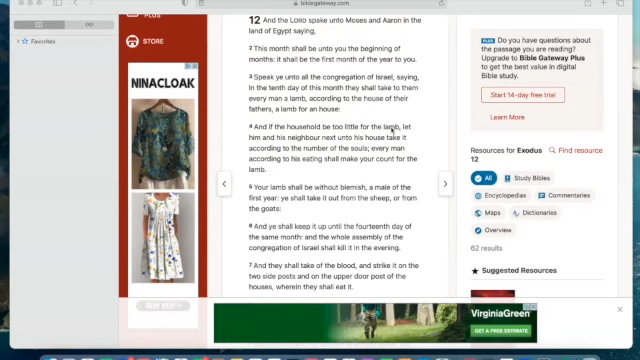 biblegateway.com
Favorites
PLUS
STORE
NINACLOAK
12 And the LORD spoke unto Moses and Aaron in the
land of Egypt saying,
2 This month shall be unto you the beginning of
months: it shall be the first month of the year to you.
3 Speak ye unto all the congregation of Israel, saying,
In the tenth day of this month they shall take to them
every man a lamb, according to the house of their
fathers, a lamb for an house:
4 And if the household be too little for the lamb, let
him and his neighbour next unto his house take it
according to the number of the souls; every man
according to his eating shall make your count for the
lamb.
5 Your lamb shall be without blemish, a male of the
first year: ye shall take it out from the sheep, or from
the goats:
6 And ye shall keep it up until the fourteenth day of
the same month: and the whole assembly of the
congregation of Israel shall kill it in the evening.
7 And they shall take of the blood, and strike it on the
two side posts and on the upper door post of the
houses, wherein they shall eat it.
PLUS Do you have questions about
the passage you are reading?
Upgrade to Bible Gateway Plus
to get the best value in digital
Bible study.
Start 14-day free trial
Learn More
Resources for Exodus
12
Find resource
All
Study Bibles
Encyclopedias
Commentaries
Maps
Dictionaries
Overview
62 results
Suggested Resources
VirginiaGreen
GET A FREE ESTIMATE